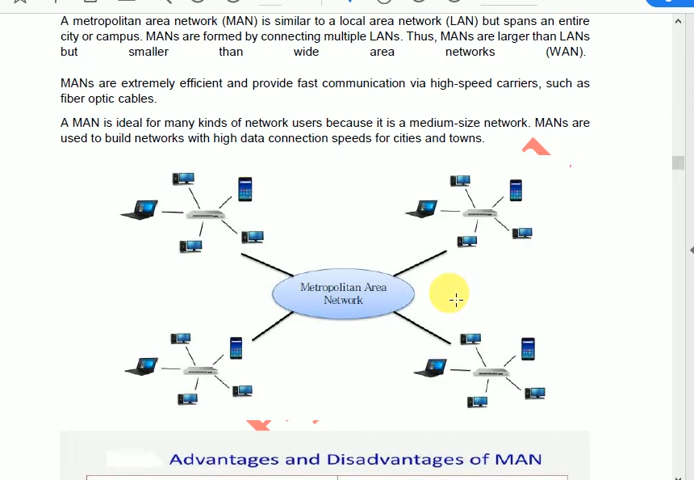 A metropolitan area network (MAN) is similar to a local area network (LAN) but spans an entire
city or campus. MANs are formed by connecting multiple LANs. Thus, MANs are larger than LANs
but smaller than wide area networks (WAN).
MANs are extremely efficient and provide fast communication via high-speed carriers, such as
fiber optic cables.
A MAN is ideal for many kinds of network users because it is a medium-size network. MANs are
used to build networks with high data connection speeds for cities and towns.
Metropolitan Area
Network
Advantages and Disadvantages of MAN